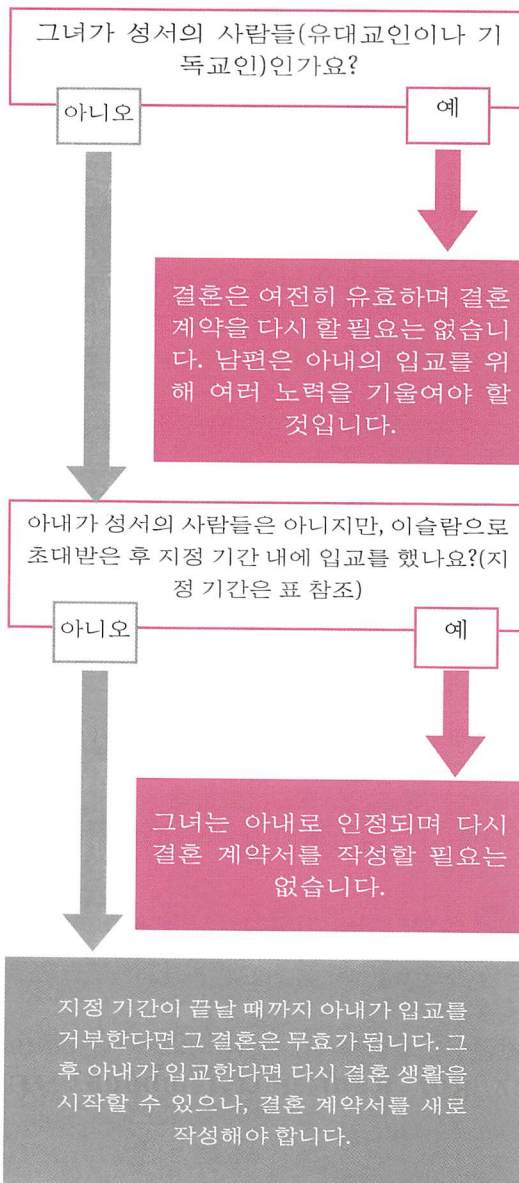 그녀가 성서의 사람들(유대교인이나 기
독교인)인가요?
아니오
예
결혼은 여전히 유효하며 결혼
계약을 다시 할 필요는 없습니
다. 남편은 아내의 입교를 위
해 여러 노력을 기울여야 할
것입니다.
아내가 성서의 사람들은 아니지만, 이슬람으로
초대받은 후 지정 기간 내에 입교를 했나요?(지
정 기간은 표 참조)
아니오
예
그녀는 아내로 인정되며 다시
결혼 계약서를 작성할 필요는
없습니다.
지정 기간이 끝날 때까지 아내가 입교를
거부한다면 그 결혼은 무효가 됩니다. 그
후 아내가 입교한다면 다시 결혼 생활을
시작할 수 있으나, 결혼 계약서를 새로
작성해야 합니다.